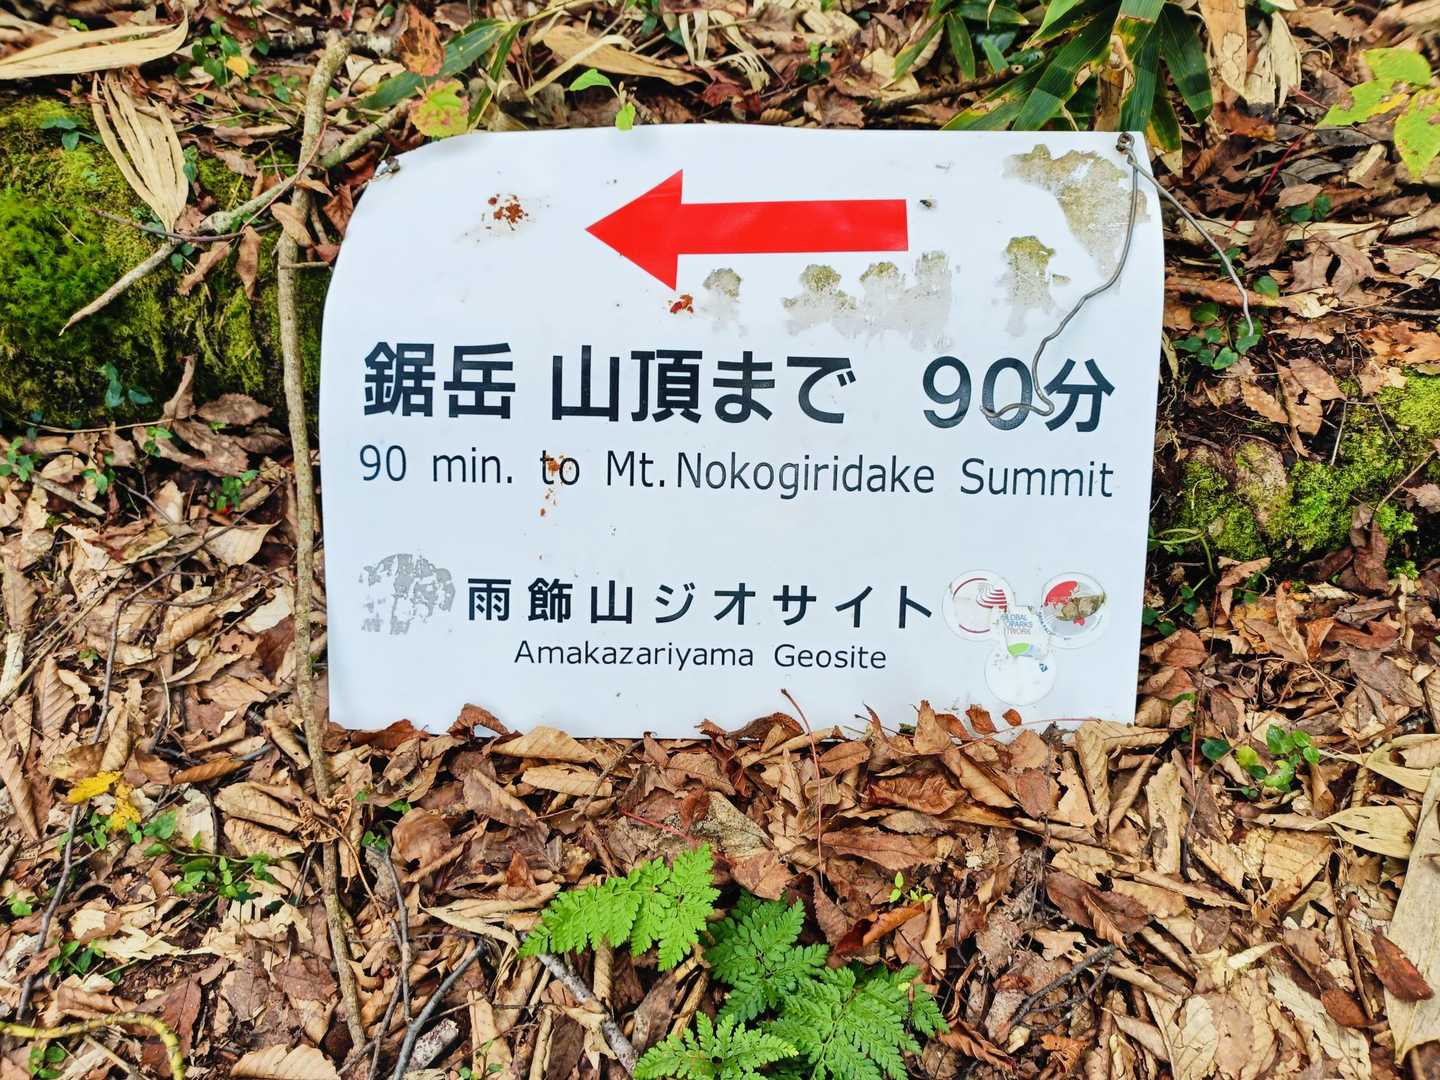 鋸岳 山頂まで 90分
90 min. to Mt. Nokogiridake Summit
雨飾山ジオサイト
Amakazariyama Geosite
GLOBAL